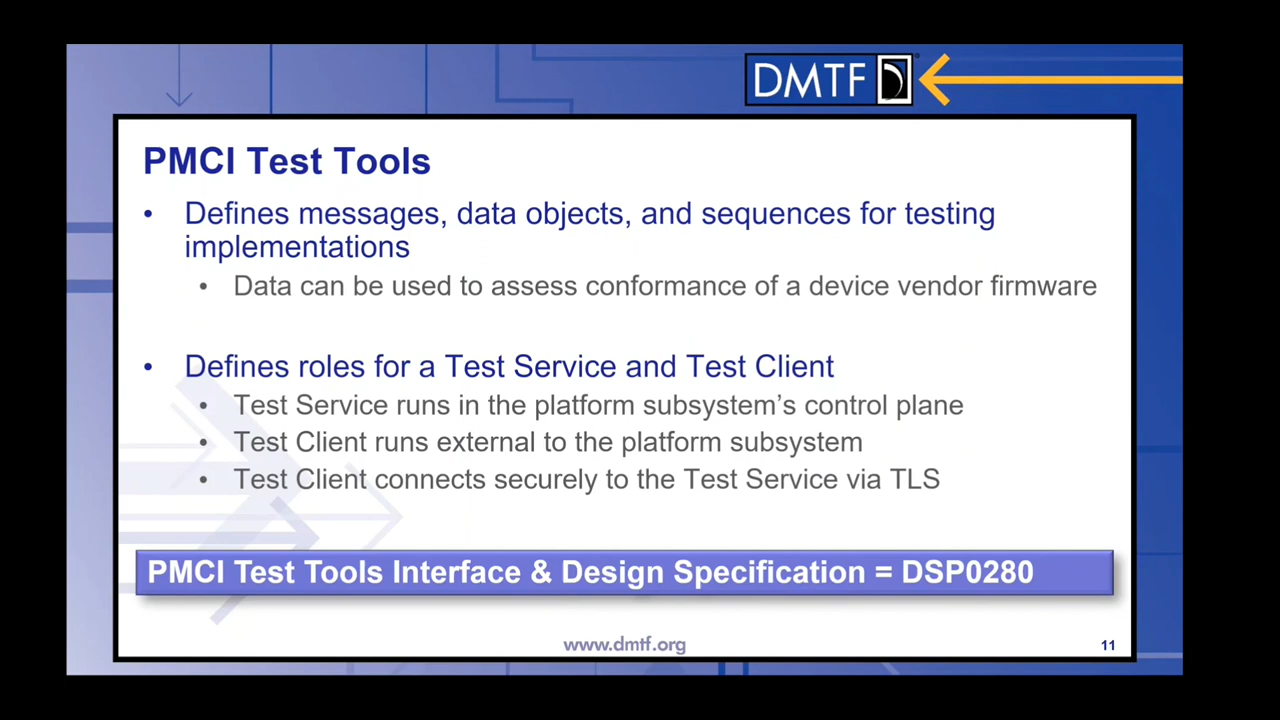 DMTF
PMCI Test Tools
• Defines messages, data objects, and sequences for testing
implementations
• Data can be used to assess conformance of a device vendor firmware
• Defines roles for a Test Service and Test Client
• Test Service runs in the platform subsystem’s control plane
• Test Client runs external to the platform subsystem
• Test Client connects securely to the Test Service via TLS
PMCI Test Tools Interface & Design Specification = DSP0280
www.dmtf.org
11